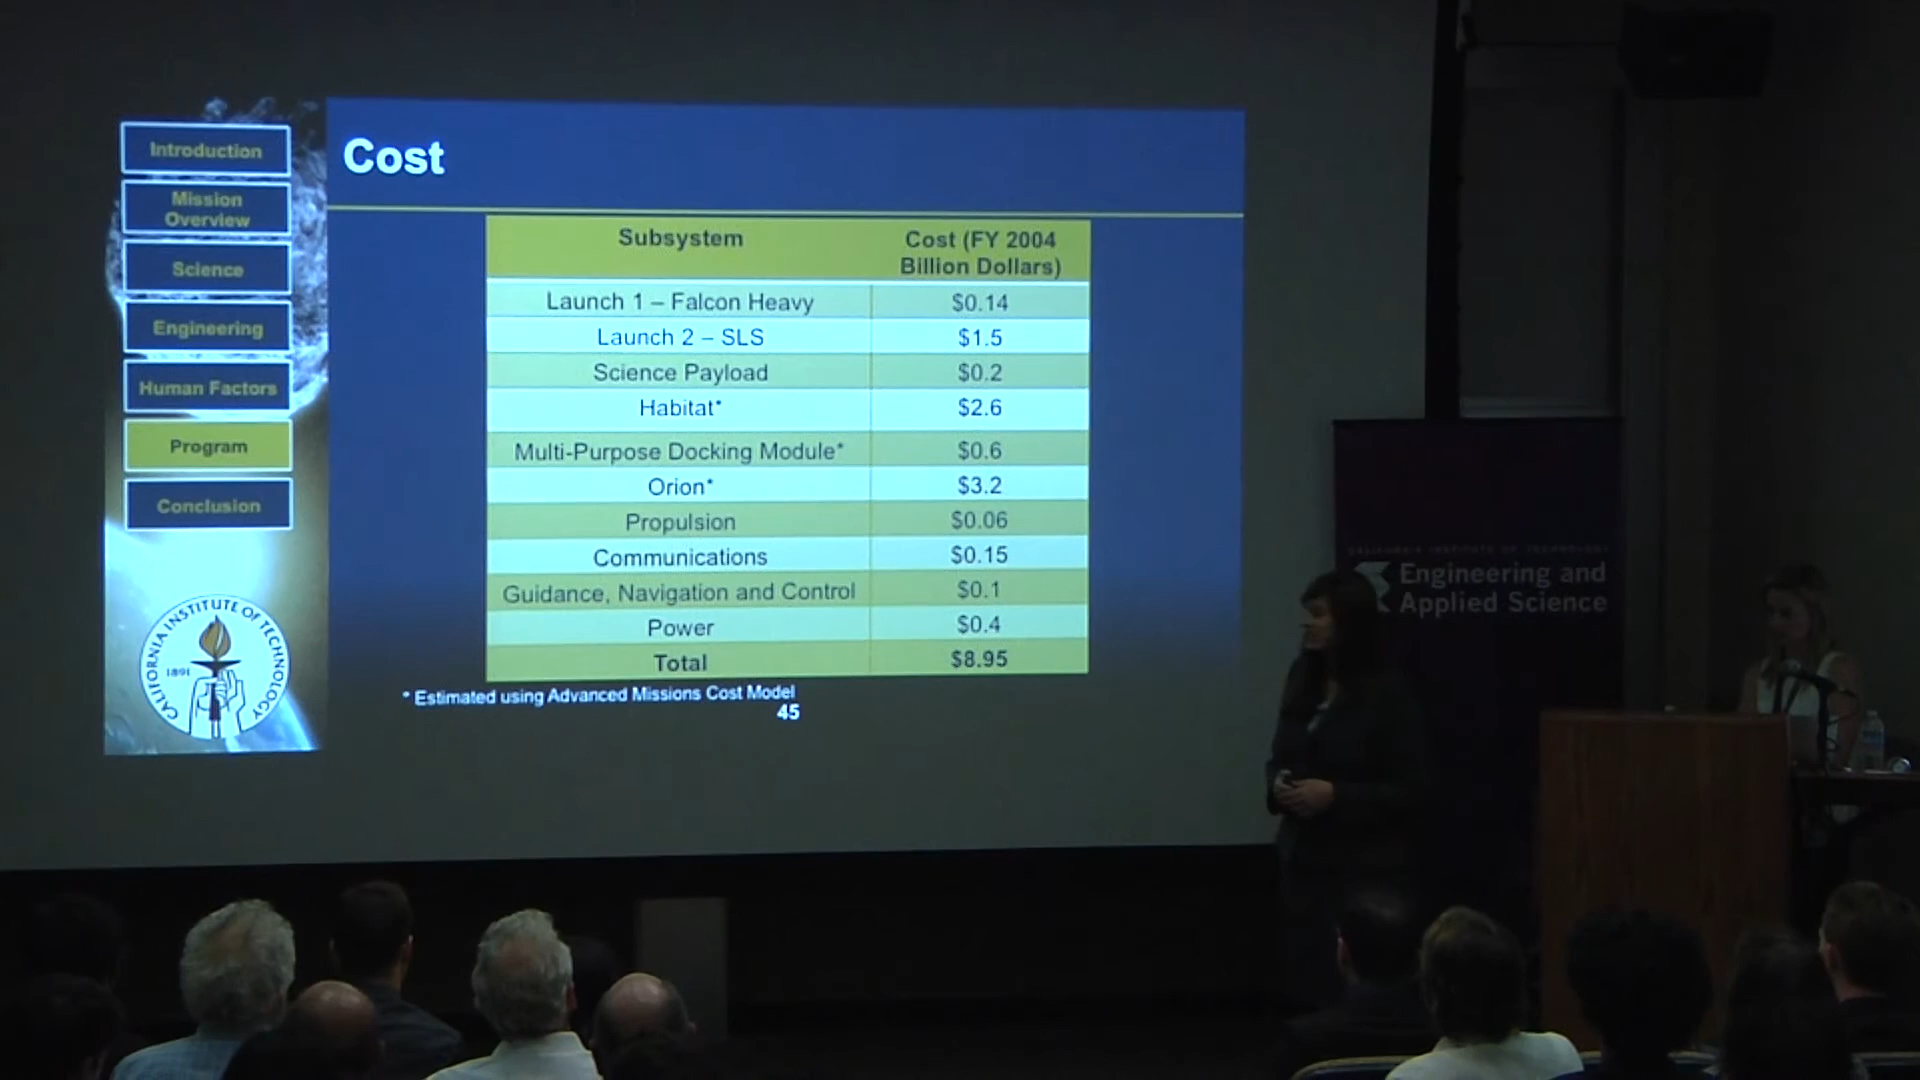 Introduction
Mission
Overview
Science
Engineering
Human Factors
Program
Conclusion
CALIFORNIA INSTITUTE OF TECHNOLOGY
1891
Cost
Subsystem Cost (FY 2004
Billion Dollars)
Launch 1 – Falcon Heavy $0.14
Launch 2 – SLS $1.5
Science Payload $0.2
Habitat* $2.6
Multi-Purpose Docking Module* $0.6
Orion* $3.2
Propulsion $0.06
Communications $0.15
Guidance, Navigation and Control $0.1
Power $0.4
Total $8.95
* Estimated using Advanced Missions Cost Model
45
CALIFORNIA INSTITUTE OF TECHNOLOGY
Engineering and
Applied Science